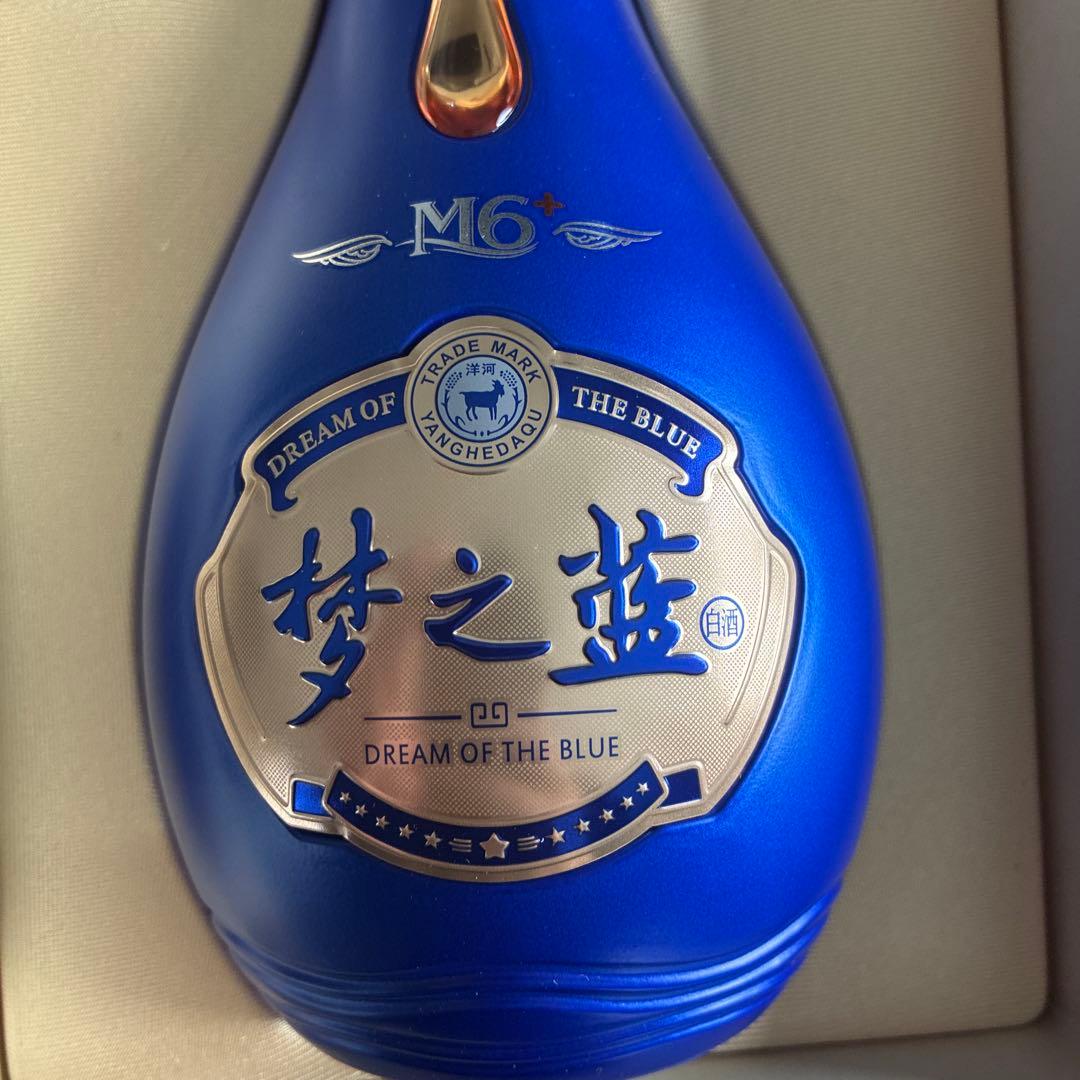 M6+
TRADE MARK
洋河
YANGHEDAQU
DREAM OF
THE BLUE
梦之蓝
白酒
DREAM OF THE BLUE